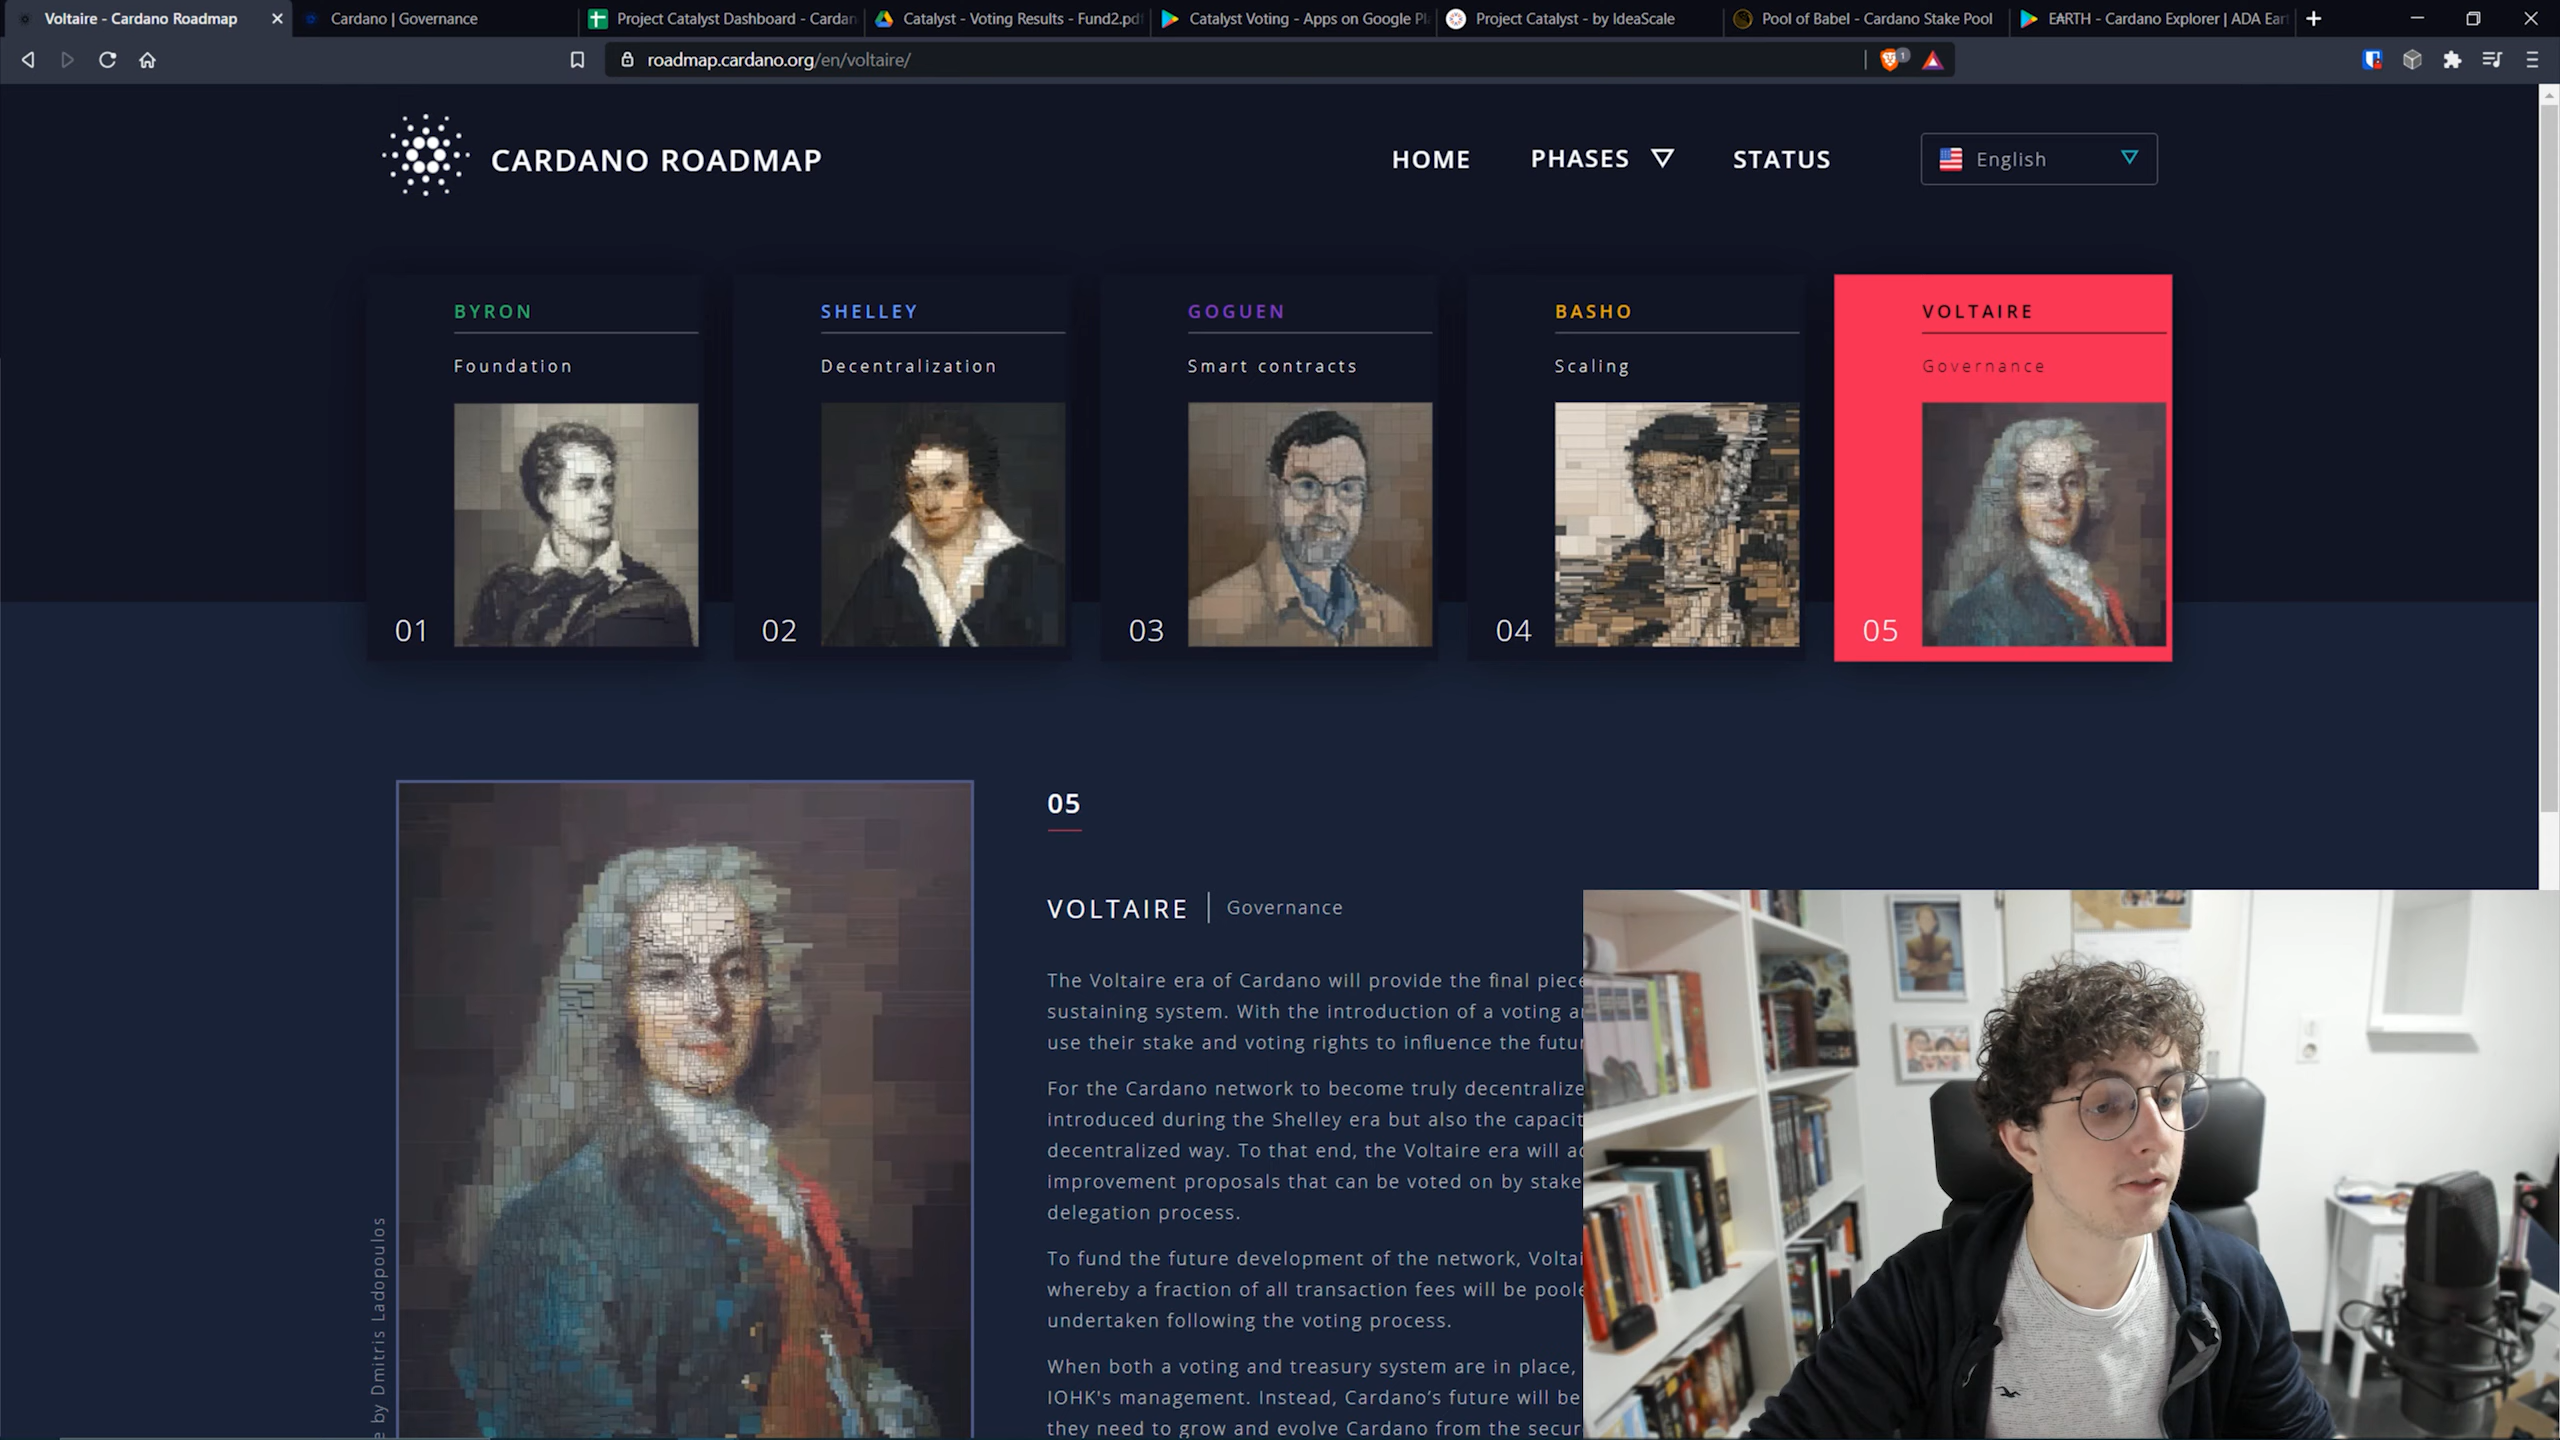 Voltaire - Cardano Roadmap
Cardano | Governance
Project Catalyst Dashboard - Cardan
Catalyst - Voting Results - Fund2.pdf
Catalyst Voting - Apps on Google Pl
Project Catalyst - by IdeaScale
Pool of Babel - Cardano Stake Pool
EARTH - Cardano Explorer | ADA Ear
roadmap.cardano.org/en/voltaire/
1
CARDANO ROADMAP
HOME
PHASES
STATUS
English
BYRON
Foundation
01
SHELLEY
Decentralization
02
GOGUEN
Smart contracts
03
BASHO
Scaling
04
VOLTAIRE
Governance
05
05
VOLTAIRE | Governance
The Voltaire era of Cardano will provide the final piece
sustaining system. With the introduction of a voting a
use their stake and voting rights to influence the futur
For the Cardano network to become truly decentralize
introduced during the Shelley era but also the capacit
decentralized way. To that end, the Voltaire era will a
improvement proposals that can be voted on by stake
delegation process.
To fund the future development of the network, Voltai
whereby a fraction of all transaction fees will be poole
undertaken following the voting process.
When both a voting and treasury system are in place,
IOHK's management. Instead, Cardano's future will be
they need to grow and evolve Cardano from the secur
e by Dmitris Ladopoulos